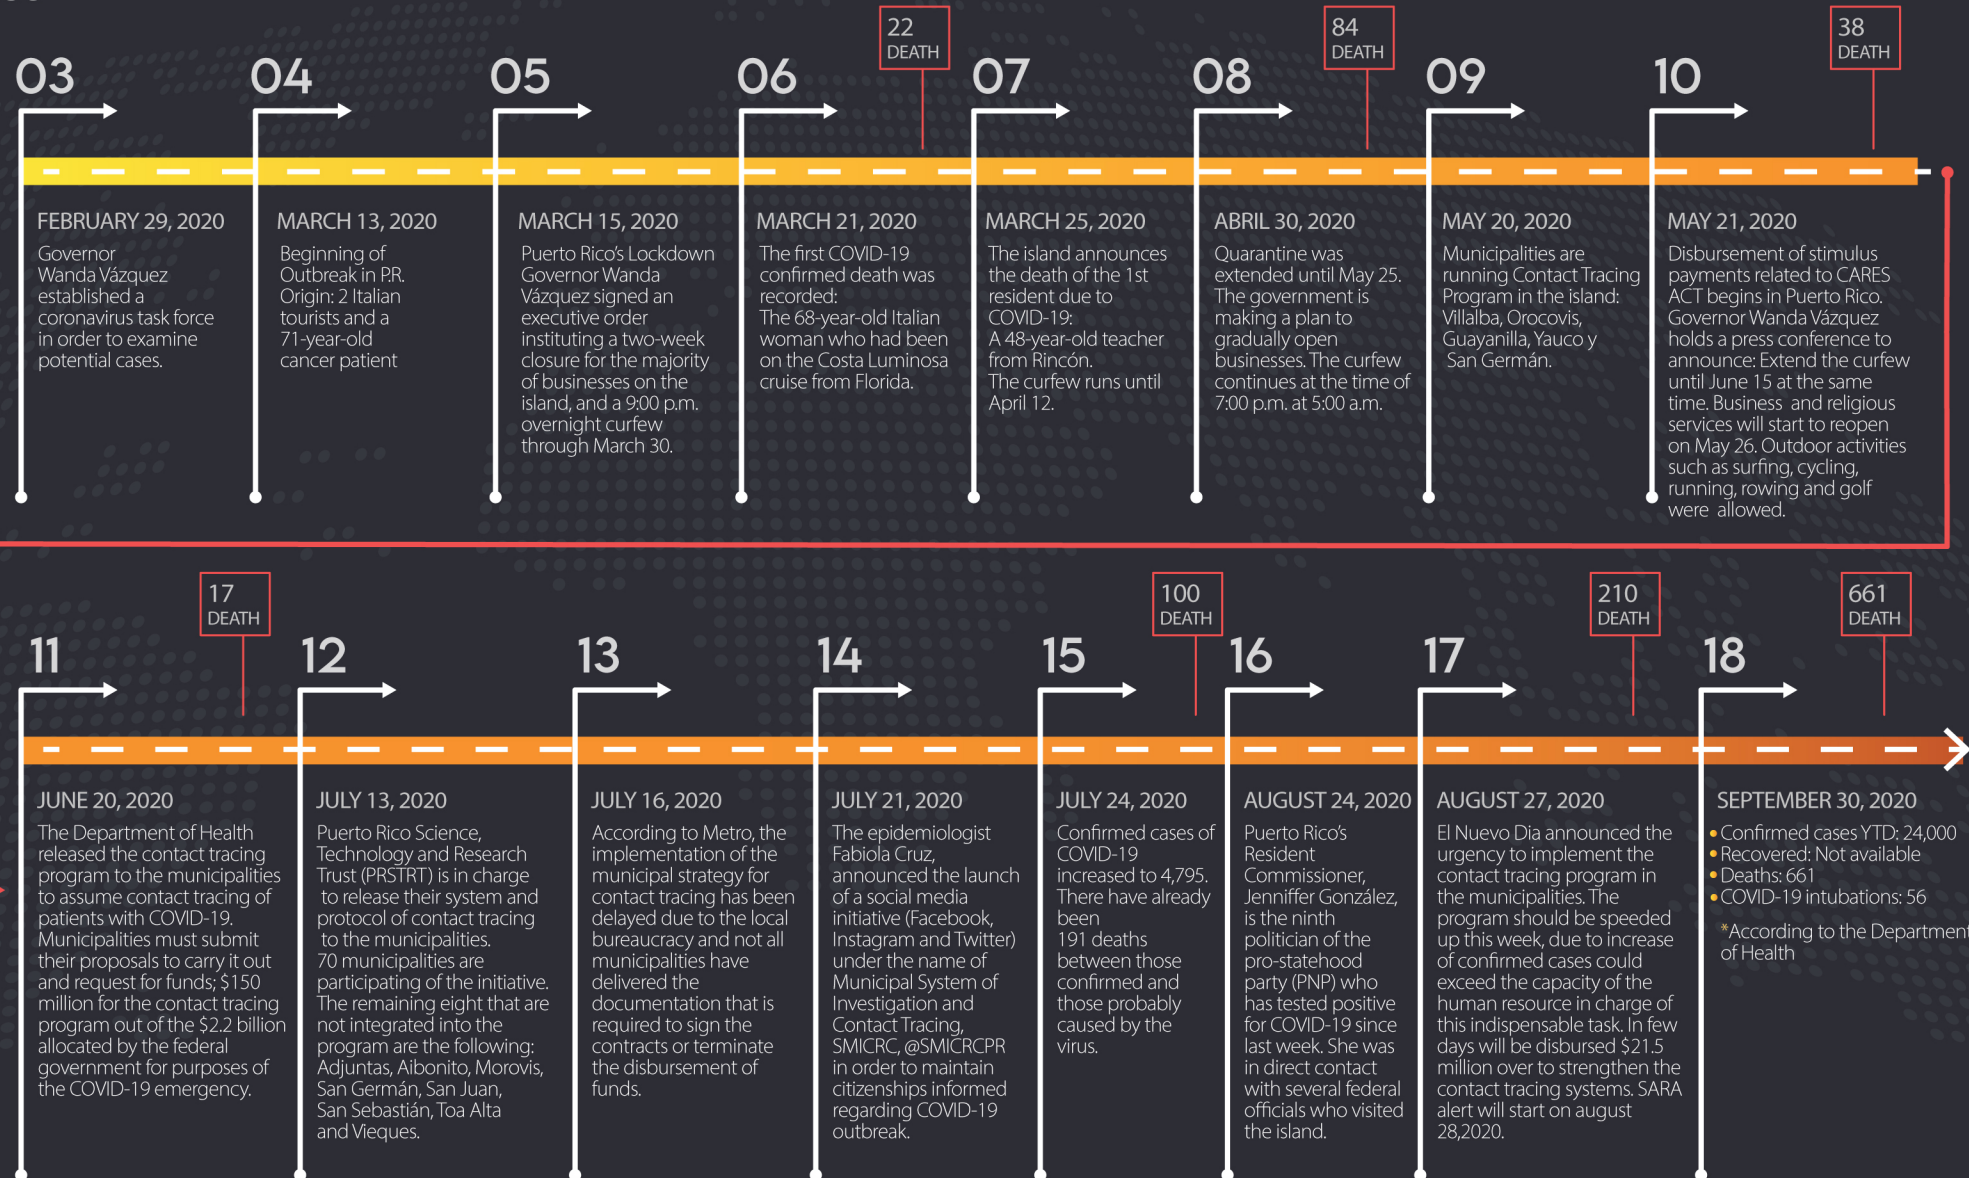 22
DEATH
84
DEATH
38
DEATH
03
04
05
06
07
08
09
10
FEBRUARY 29, 2020
Governor
Wanda Vázquez
established a
coronavirus task force
in order to examine
potential cases.
MARCH 13, 2020
Beginning of
Outbreak in P.R.
Origin: 2 Italian
tourists and a
71-year-old
cancer patient
MARCH 15, 2020
Puerto Rico's Lockdown
Governor Wanda
Vázquez signed an
executive order
instituting a two-week
closure for the majority
of businesses on the
island, and a 9:00 p.m.
overnight curfew
through March 30.
MARCH 21, 2020
The first COVID-19
confirmed death was
recorded:
The 68-year-old Italian
woman who had been
on the Costa Luminosa
cruise from Florida.
MARCH 25, 2020
The island announces
the death of the 1st
resident due to
COVID-19:
A 48-year-old teacher
from Rincón.
The curfew runs until
April 12.
ABRIL 30, 2020
Quarantine was
extended until May 25.
The government is
making a plan to
gradually open
businesses. The curfew
continues at the time of
7:00 p.m. at 5:00 a.m.
MAY 20, 2020
Municipalities are
running Contact Tracing
Program in the island:
Villalba, Orocovis,
Guayanilla, Yauco y
San Germán.
MAY 21, 2020
Disbursement of stimulus
payments related to CARES
ACT begins in Puerto Rico.
Governor Wanda Vázquez
holds a press conference to
announce: Extend the curfew
until June 15 at the same
time. Business and religious
services will start to reopen
on May 26. Outdoor activities
such as surfing, cycling,
running, rowing and golf
were allowed.
17
DEATH
100
DEATH
210
DEATH
661
DEATH
11
12
13
14
15
16
17
18
JUNE 20, 2020
The Department of Health
released the contact tracing
program to the municipalities
to assume contact tracing of
patients with COVID-19.
Municipalities must submit
their proposals to carry it out
and request for funds; $150
million for the contact tracing
program out of the $2.2 billion
allocated by the federal
government for purposes of
the COVID-19 emergency.
JULY 13, 2020
Puerto Rico Science,
Technology and Research
Trust (PRSTRT) is in charge
to release their system and
protocol of contact tracing
to the municipalities.
70 municipalities are
participating of the initiative.
The remaining eight that are
not integrated into the
program are the following:
Adjuntas, Aibonito, Morovis,
San Germán, San Juan,
San Sebastián, Toa Alta
and Vieques.
JULY 16, 2020
According to Metro, the
implementation of the
municipal strategy for
contact tracing has been
delayed due to the local
bureaucracy and not all
municipalities have
delivered the
documentation that is
required to sign the
contracts or terminate
the disbursement of
funds.
JULY 21, 2020
The epidemiologist
Fabiola Cruz,
announced the launch
of a social media
initiative (Facebook,
Instagram and Twitter)
under the name of
Municipal System of
Investigation and
Contact Tracing,
SMICRC, @SMICRCPR
in order to maintain
citizenships informed
regarding COVID-19
outbreak.
JULY 24, 2020
Confirmed cases of
COVID-19
increased to 4,795.
There have already
been
191 deaths
between those
confirmed and
those probably
caused by the
virus.
AUGUST 24, 2020
Puerto Rico's
Resident
Commissioner,
Jenniffer González,
is the ninth
politician of the
pro-statehood
party (PNP) who
has tested positive
for COVID-19 since
last week. She was
in direct contact
with several federal
officials who visited
the island.
AUGUST 27, 2020
El Nuevo Dia announced the
urgency to implement the
contact tracing program in
the municipalities. The
program should be speeded
up this week, due to increase
of confirmed cases could
exceed the capacity of the
human resource in charge of
this indispensable task. In few
days will be disbursed $21.5
million over to strengthen the
contact tracing systems. SARA
alert will start on august
28,2020.
SEPTEMBER 30, 2020
• Confirmed cases YTD: 24,000
• Recovered: Not available
• Deaths: 661
• COVID-19 intubations: 56
*According to the Department
of Health